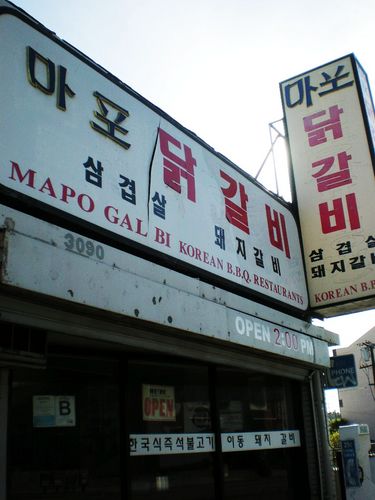 마포 닭갈비
삼겹살 돼지갈비
MAPO GAL BI KOREAN B.B.Q. RESTAURANTS
마포
닭
갈
비
삼겹살
돼지갈
KOREAN B.B
3090
OPEN 2:00 PM
PHONE
B
OPEN
한국식즉석불고기 이동 돼지 갈비